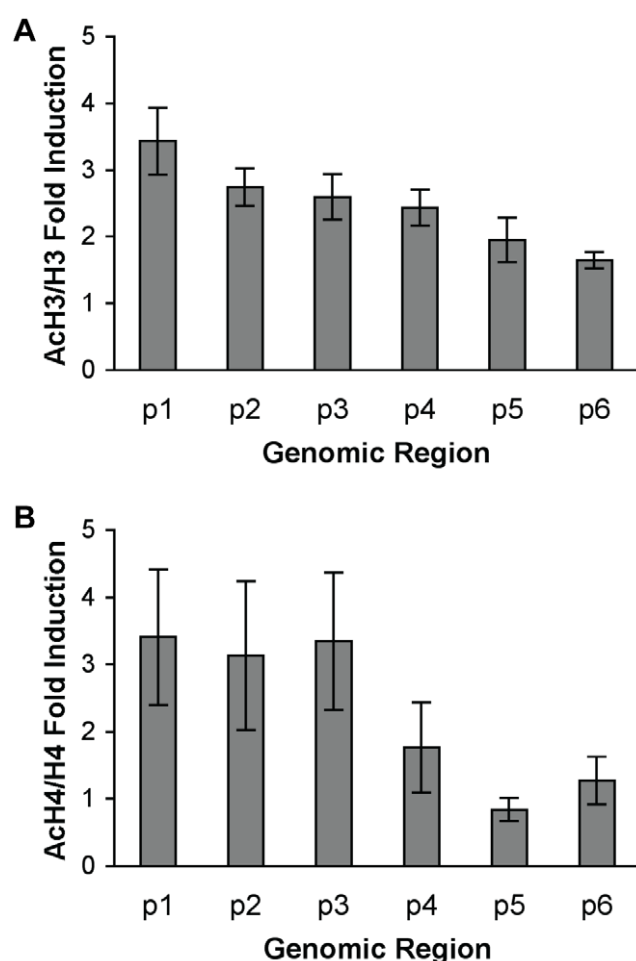 A
AcH3/H3 Fold Induction
5
4
3
2
1
0
p1 p2 p3 p4 p5 p6
Genomic Region
B
AcH4/H4 Fold Induction
5
4
3
2
1
0
p1 p2 p3 p4 p5 p6
Genomic Region